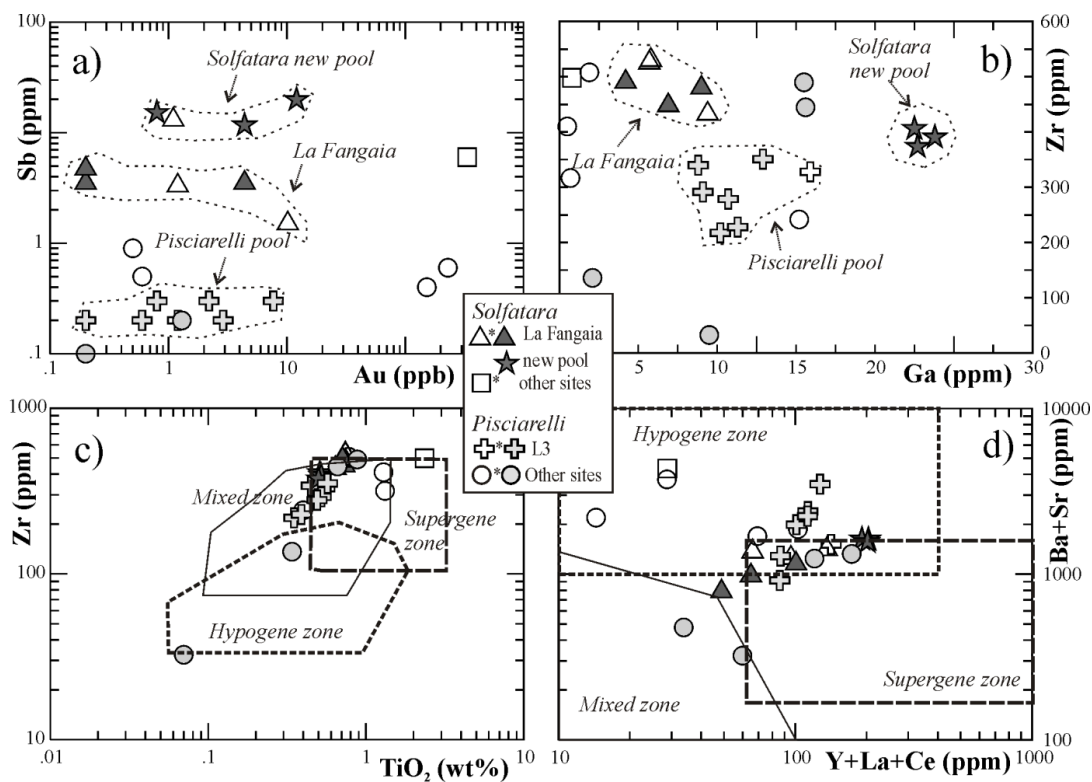 100
10
1
.1
Sb (ppm)
a)
Solfatara new pool
La Fangaia
Pisciarelli pool
.1
1
10
100
Au (ppb)
b)
Solfatara
new pool
La Fangaia
Pisciarelli pool
600
500
400
300
200
100
0
Zr (ppm)
5
10
15
20
25
30
Ga (ppm)
Solfatara
* La Fangaia
new pool
* other sites
Pisciarelli
* L3
* Other sites
1000
100
10
Zr (ppm)
c)
Mixed zone
Supergene
zone
Hypogene zone
.01
0.1
1
10
TiO2 (wt%)
d)
Hypogene zone
Supergene zone
Mixed zone
10000
1000
100
Ba+Sr (ppm)
10
100
1000
Y+La+Ce (ppm)